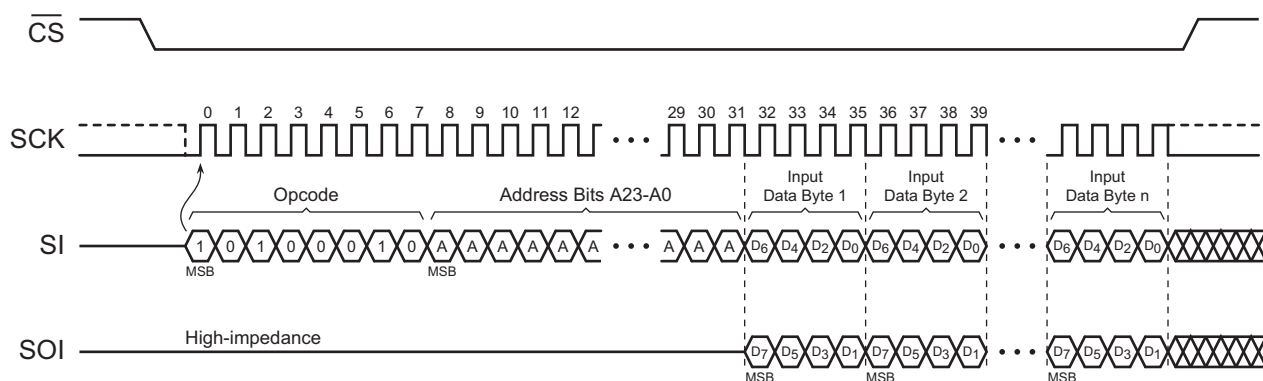 CS
SCK
0 1 2 3 4 5 6 7 8 9 10 11 12 29 30 31 32 33 34 35 36 37 38 39
Opcode
Address Bits A23-A0
Input
Data Byte 1
Input
Data Byte 2
Input
Data Byte n
SI
1 0 1 0 0 0 1 0 A A A A A A A A A D6 D4 D2 D0 D6 D4 D2 D0 D6 D4 D2 D0
MSB MSB
High-impedance
SOI
D7 D5 D3 D1 D7 D5 D3 D1 D7 D5 D3 D1
MSB MSB MSB